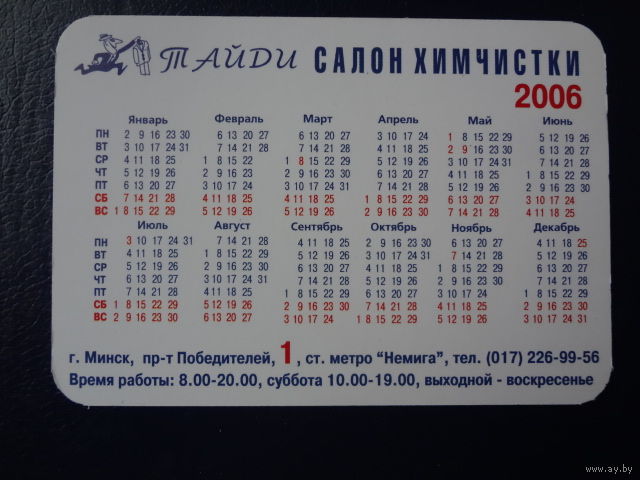 ТАЙДИ САЛОН ХИМЧИСТКИ
2006
Январь Февраль Март Апрель Май Июнь
ПН 2 9 16 23 30 6 13 20 27 6 13 20 27 3 10 17 24 1 8 15 22 29 5 12 19 26
ВТ 3 10 17 24 31 7 14 21 28 7 14 21 28 4 11 18 25 2 9 16 23 30 6 13 20 27
СР 4 11 18 25 1 8 15 22 1 8 15 22 29 5 12 19 26 3 10 17 24 31 7 14 21 28
ЧТ 5 12 19 26 2 9 16 23 2 9 16 23 30 6 13 20 27 4 11 18 25 1 8 15 22 29
ПТ 6 13 20 27 3 10 17 24 3 10 17 24 31 7 14 21 28 5 12 19 26 2 9 16 23 30
СБ 7 14 21 28 4 11 18 25 4 11 18 25 1 8 15 22 29 6 13 20 27 3 10 17 24
ВС 1 8 15 22 29 5 12 19 26 5 12 19 26 2 9 16 23 30 7 14 21 28 4 11 18 25
Июль Август Сентябрь Октябрь Ноябрь Декабрь
ПН 3 10 17 24 31 7 14 21 28 4 11 18 25 2 9 16 23 30 6 13 20 27 4 11 18 25
ВТ 4 11 18 25 1 8 15 22 29 5 12 19 26 3 10 17 24 31 7 14 21 28 5 12 19 26
СР 5 12 19 26 2 9 16 23 30 6 13 20 27 4 11 18 25 1 8 15 22 29 6 13 20 27
ЧТ 6 13 20 27 3 10 17 24 31 7 14 21 28 5 12 19 26 2 9 16 23 30 7 14 21 28
ПТ 7 14 21 28 4 11 18 25 1 8 15 22 29 6 13 20 27 3 10 17 24 1 8 15 22 29
СБ 1 8 15 22 29 5 12 19 26 2 9 16 23 30 7 14 21 28 4 11 18 25 2 9 16 23 30
ВС 2 9 16 23 30 6 13 20 27 3 10 17 24 1 8 15 22 29 5 12 19 26 3 10 17 24 31
г. Минск, пр-т Победителей, 1, ст. метро "Немига", тел. (017) 226-99-56
Время работы: 8.00-20.00, суббота 10.00-19.00, выходной - воскресенье
www.ay.by